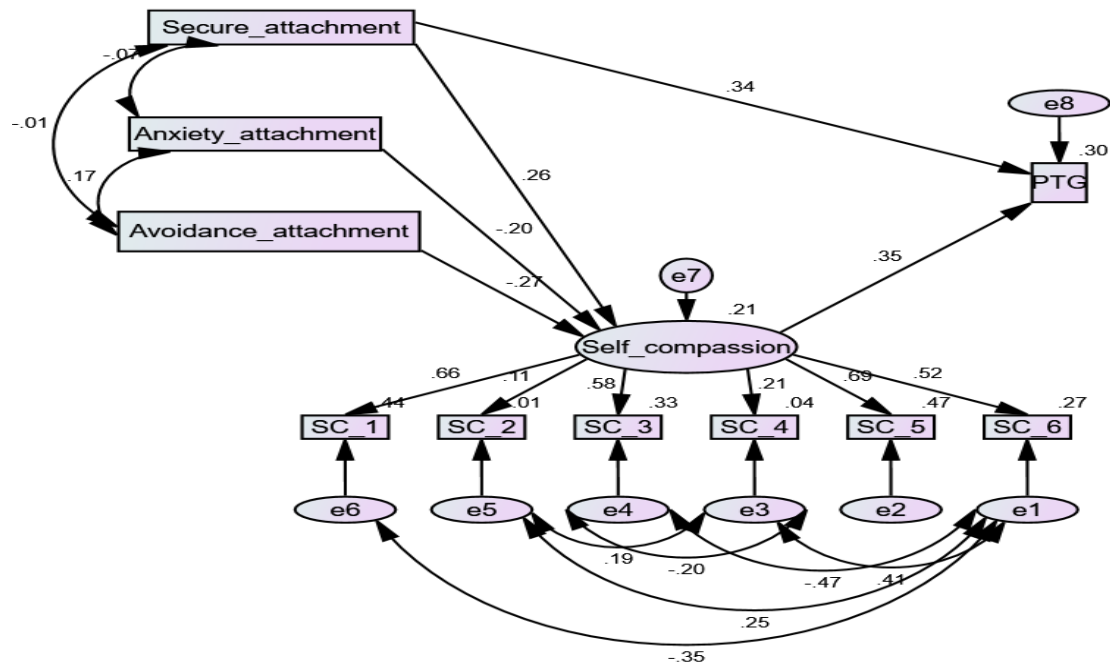 Secure_attachment
-.07
.34
e8
-.01
Anxiety_attachment
.30
.17
.26
PTG
Avoidance_attachment
-.20
.35
-.27
e7
.21
Self_compassion
.66
.11
.58
.21
.69
.52
.44
.01
.33
.04
.47
.27
SC_1
SC_2
SC_3
SC_4
SC_5
SC_6
e6
e5
e4
e3
e2
e1
.19
-.20
-.47
.41
.25
-.35